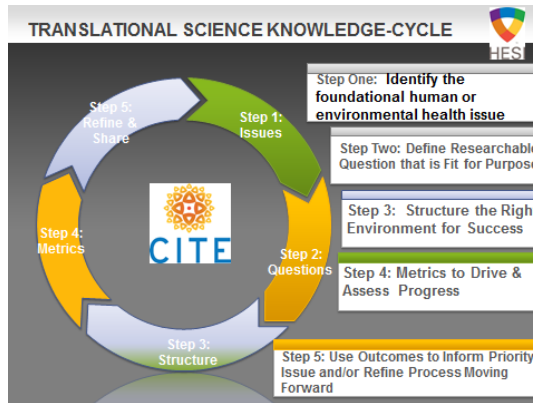 TRANSLATIONAL SCIENCE KNOWLEDGE-CYCLE
HESI
Step 5:
Refine &
Share
Step 1:
Issues
Step 4:
Metrics
CITE
Step 2:
Questions
Step 3:
Structure
Step One: Identify the
foundational human or
environmental health issue
Step Two: Define Researchable
Question that is Fit for Purpose
Step 3: Structure the Righ
Environment for Success
Step 4: Metrics to Drive &
Assess Progress
Step 5: Use Outcomes to Inform Priority
Issue and/or Refine Process Moving
Forward